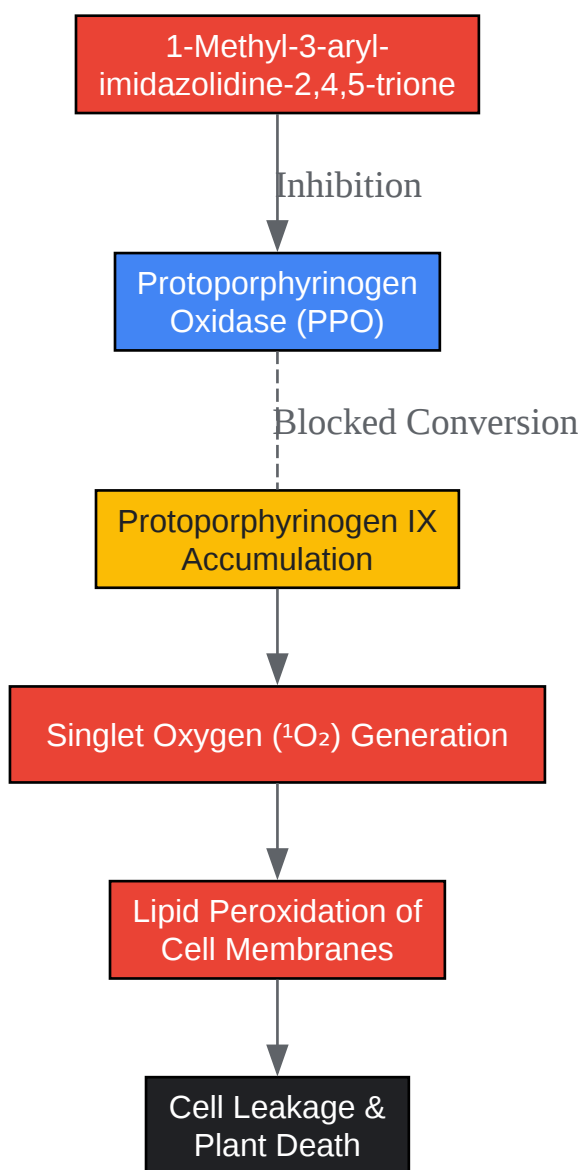 1-Methyl-3-aryl-
imidazolidine-2,4,5-trione
Inhibition
Protoporphyrinogen
Oxidase (PPO)
Blocked Conversion
Protoporphyrinogen IX
Accumulation
Singlet Oxygen (¹O₂) Generation
Lipid Peroxidation of
Cell Membranes
Cell Leakage &
Plant Death